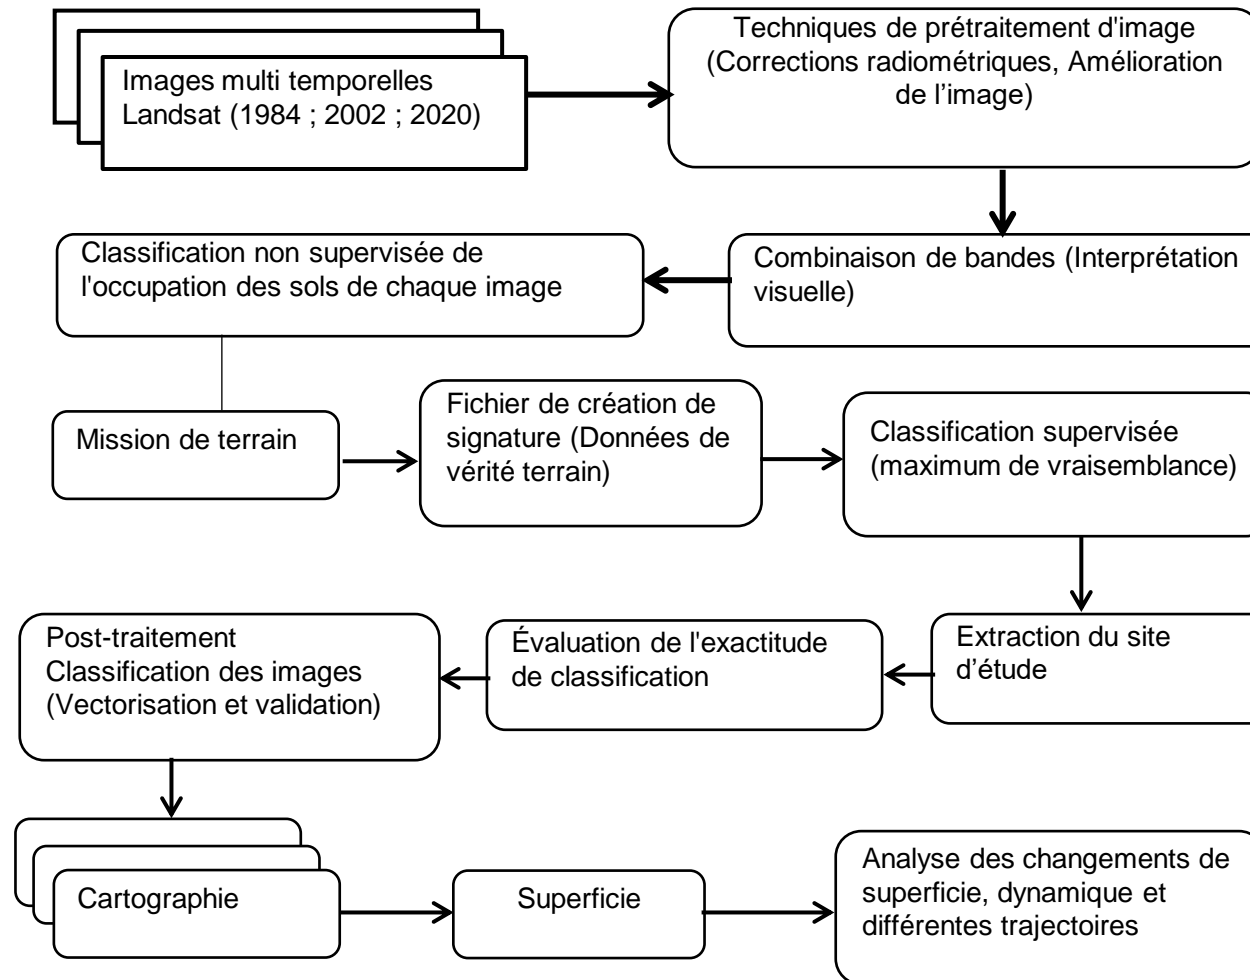 Images multi temporelles
Landsat (1984 ; 2002 ; 2020)
Techniques de prétraitement d'image
(Corrections radiométriques, Amélioration
de l’image)
Classification non supervisée de
l'occupation des sols de chaque image
Combinaison de bandes (Interprétation
visuelle)
Mission de terrain
Fichier de création de
signature (Données de
vérité terrain)
Classification supervisée
(maximum de vraisemblance)
Post-traitement
Classification des images
(Vectorisation et validation)
Évaluation de l'exactitude
de classification
Extraction du site
d’étude
Cartographie
Superficie
Analyse des changements de
superficie, dynamique et
différentes trajectoires